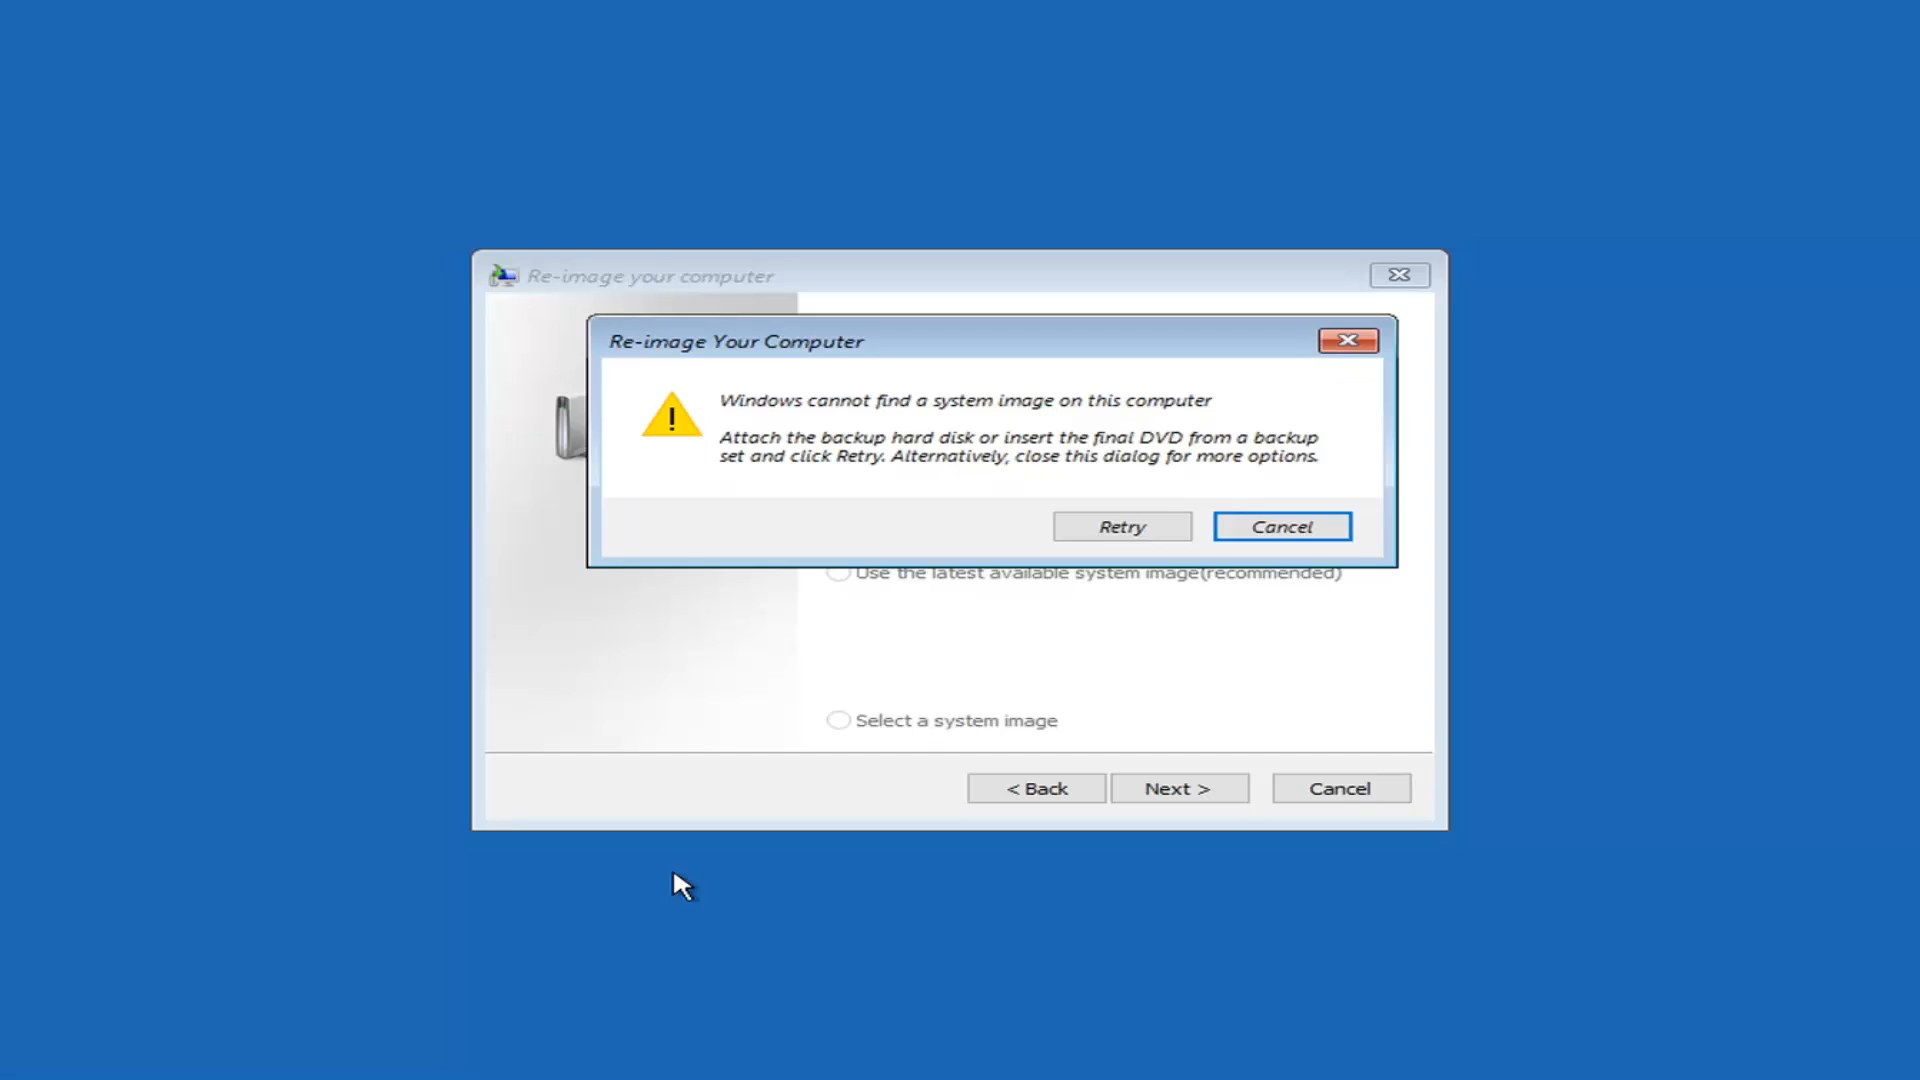 Re-image your computer
Re-image Your Computer
Windows cannot find a system image on this computer
Attach the backup hard disk or insert the final DVD from a backup
set and click Retry. Alternatively, close this dialog for more options.
Retry
Cancel
Use the latest available system image(recommended)
Select a system image
< Back
Next >
Cancel